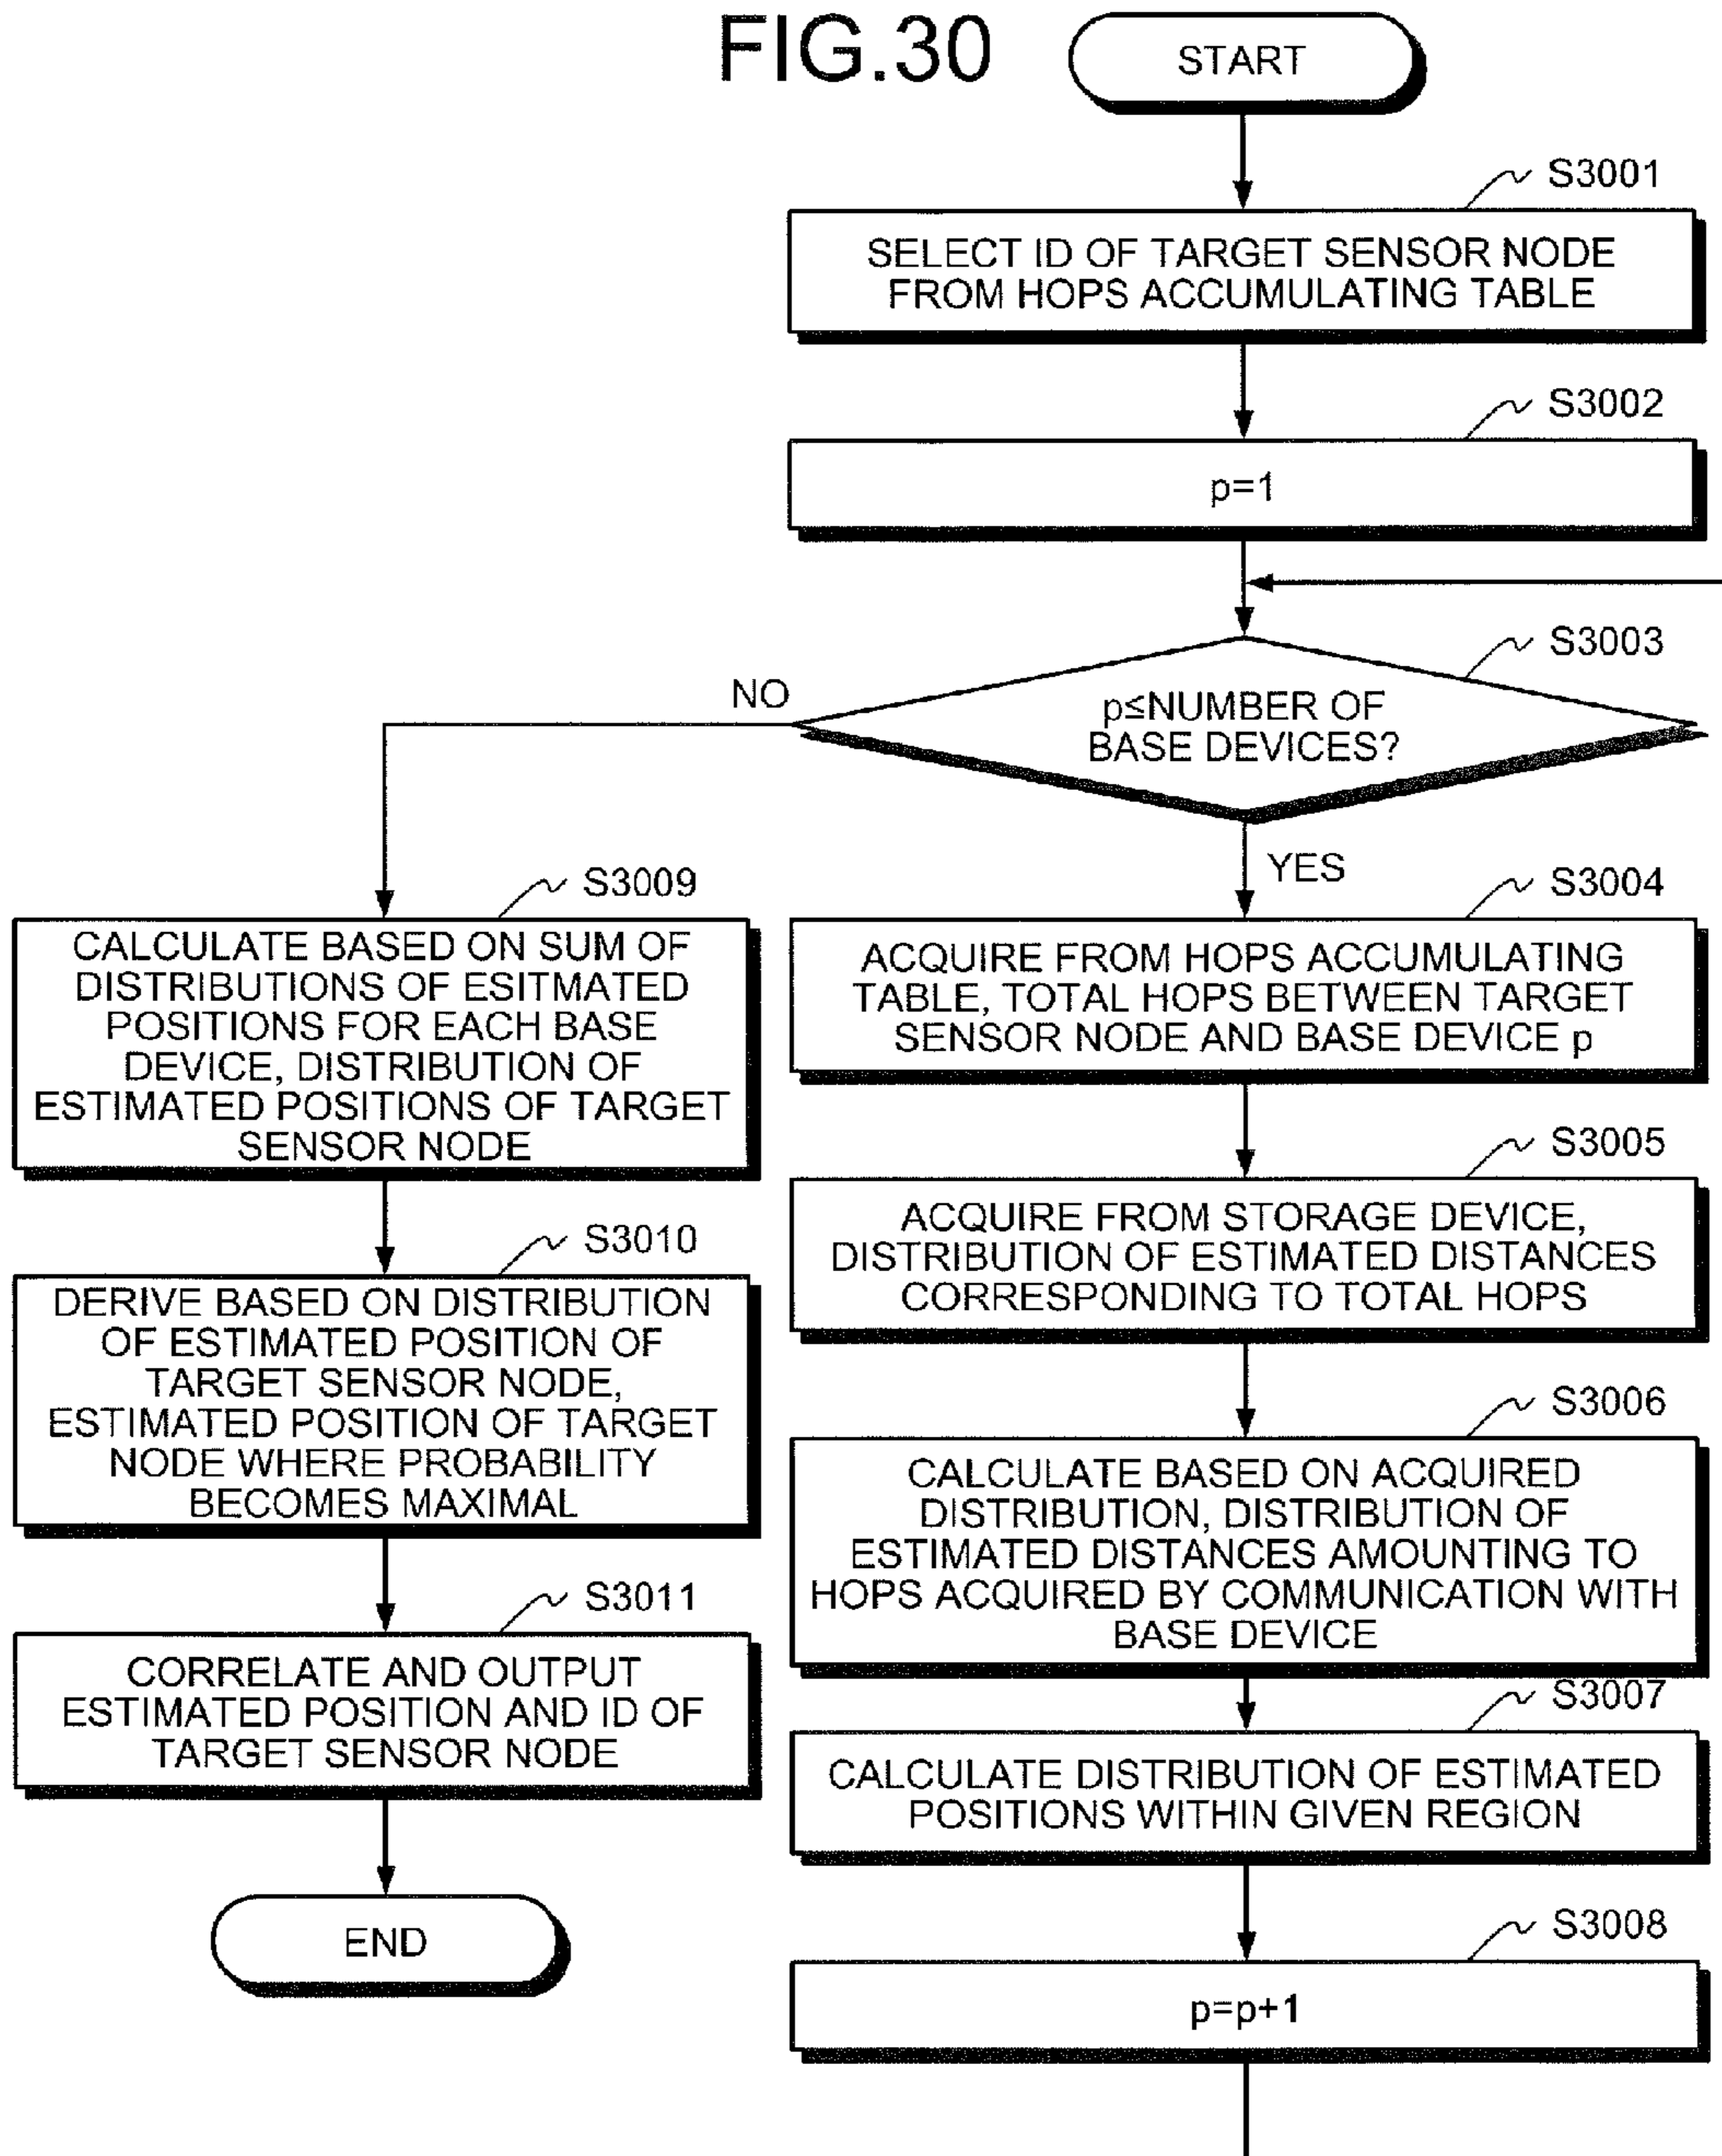 FIG.30
START
S3001
SELECT ID OF TARGET SENSOR NODE
FROM HOPS ACCUMULATING TABLE
S3002
p=1
S3003
p≤NUMBER OF
BASE DEVICES?
NO
YES
S3004
ACQUIRE FROM HOPS ACCUMULATING
TABLE, TOTAL HOPS BETWEEN TARGET
SENSOR NODE AND BASE DEVICE p
S3005
ACQUIRE FROM STORAGE DEVICE,
DISTRIBUTION OF ESTIMATED DISTANCES
CORRESPONDING TO TOTAL HOPS
S3006
CALCULATE BASED ON ACQUIRED
DISTRIBUTION, DISTRIBUTION OF
ESTIMATED DISTANCES AMOUNTING TO
HOPS ACQUIRED BY COMMUNICATION WITH
BASE DEVICE
S3007
CALCULATE DISTRIBUTION OF ESTIMATED
POSITIONS WITHIN GIVEN REGION
S3008
p=p+1
S3009
CALCULATE BASED ON SUM OF
DISTRIBUTIONS OF ESITMATED
POSITIONS FOR EACH BASE
DEVICE, DISTRIBUTION OF
ESTIMATED POSITIONS OF TARGET
SENSOR NODE
S3010
DERIVE BASED ON DISTRIBUTION
OF ESTIMATED POSITION OF
TARGET SENSOR NODE,
ESTIMATED POSITION OF TARGET
NODE WHERE PROBABILITY
BECOMES MAXIMAL
S3011
CORRELATE AND OUTPUT
ESTIMATED POSITION AND ID OF
TARGET SENSOR NODE
END